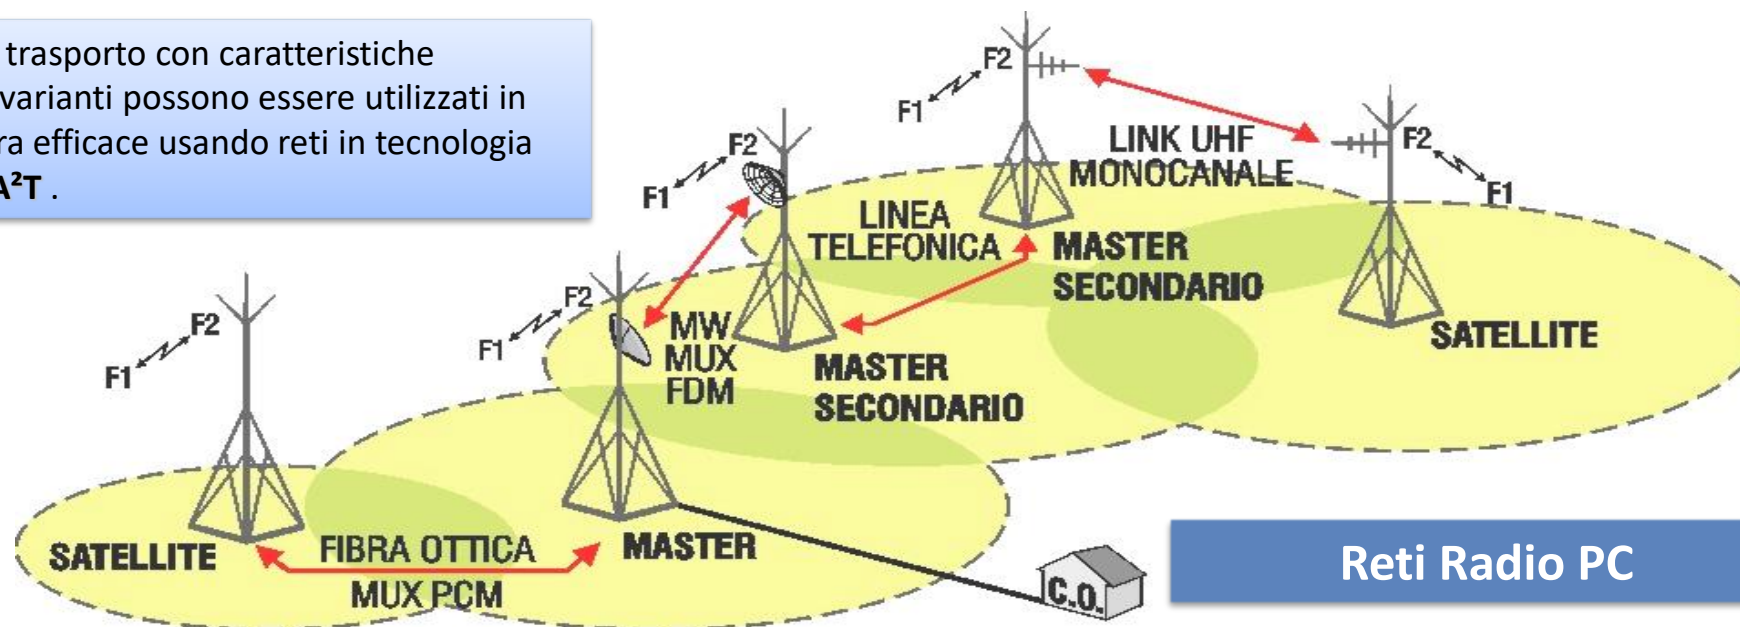 trasporto con caratteristiche
varianti possono essere utilizzati in
ra efficace usando reti in tecnologia
A²T .
F2
F1
LINK UHF
MONOCANALE
F2
F1
F2
F1
LINEA
TELEFONICA
MASTER
SECONDARIO
SATELLITE
F2
F1
MW
MUX
FDM
MASTER
SECONDARIO
F2
F1
SATELLITE
FIBRA OTTICA
MUX PCM
MASTER
C.O.
Reti Radio PC